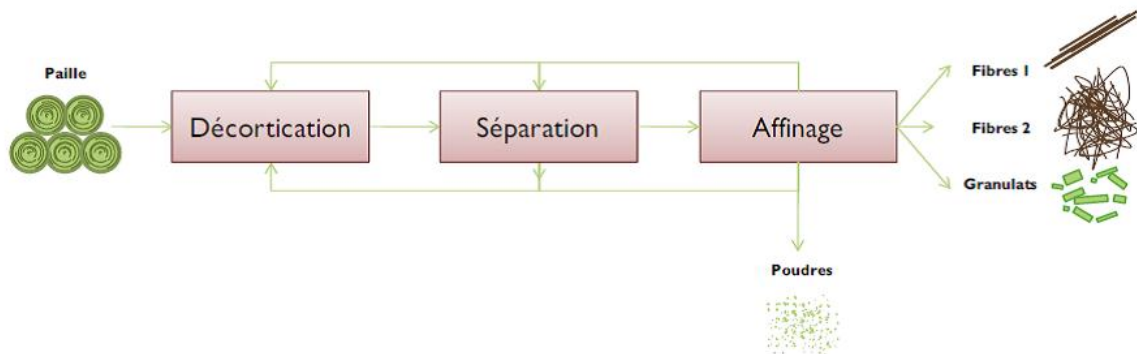 Paille
Décortication
Séparation
Affinage
Fibres 1
Fibres 2
Granulats
Poudres